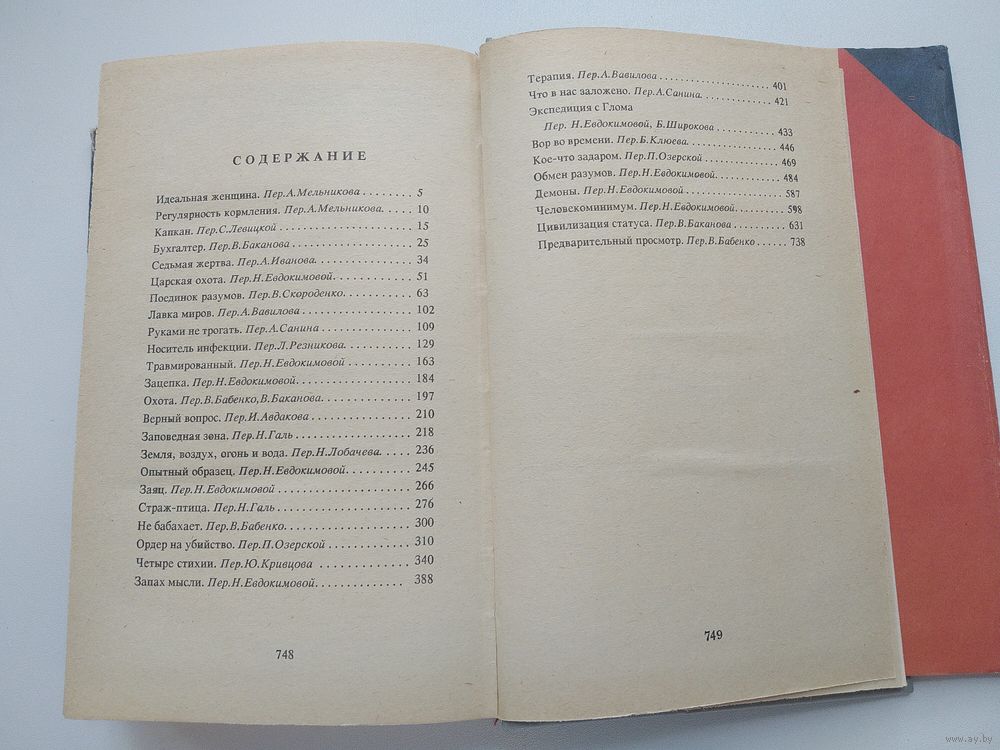 СОДЕРЖАНИЕ
Идеальная женщина. Пер.А.Мельникова . . . . . . . . 5
Регулярность кормления. Пер.А.Мельникова. . . . . 10
Капкан. Пер.С.Левицкой . . . . . . . . . . . . . . . . . . . . 15
Бухгалтер. Пер.В.Баканова . . . . . . . . . . . . . . . . . . 25
Седьмая жертва. Пер.А.Иванова. . . . . . . . . . . . . . 34
Царская охота. Пер.Н.Евдокимовой. . . . . . . . . . . . 51
Поединок разумов. Пер.В.Скороденко. . . . . . . . . . 63
Лавка миров. Пер.А.Вавилова . . . . . . . . . . . . . . . . 102
Руками не трогать. Пер.А.Санина . . . . . . . . . . . . . 109
Носитель инфекции. Пер.Л.Резникова. . . . . . . . . . 129
Травмированный. Пер.Н.Евдокимовой . . . . . . . . . . 163
Зацепка. Пер.Н.Евдокимовой. . . . . . . . . . . . . . . . . 184
Охота. Пер.В.Бабенко,В.Баканова. . . . . . . . . . . . . . 197
Верный вопрос. Пер.И.Авдакова . . . . . . . . . . . . . . 210
Заповедная зона. Пер.Н.Галь . . . . . . . . . . . . . . . . . 218
Земля, воздух, огонь и вода. Пер.Н.Лобачева. . . . . 236
Опытный образец. Пер.Н.Евдокимовой. . . . . . . . . . 245
Заяц. Пер.Н.Евдокимовой . . . . . . . . . . . . . . . . . . . 266
Страж-птица. Пер.Н.Галь . . . . . . . . . . . . . . . . . . . 276
Не бабахает. Пер.В.Бабенко. . . . . . . . . . . . . . . . . . 300
Ордер на убийство. Пер.П.Озерской . . . . . . . . . . . . 310
Четыре стихии. Пер.Ю.Кривцова . . . . . . . . . . . . . 340
Запах мысли. Пер.Н.Евдокимовой. . . . . . . . . . . . . . 388
748
Терапия. Пер.А.Вавилова . . . . . . . . . . . . . . . . . 401
Что в нас заложено. Пер.А.Санина. . . . . . . . . . . 421
Экспедиция с Глома
Пер. Н.Евдокимовой, Б.Широкова . . . . . . . . . 433
Вор во времени. Пер.Б.Клюева. . . . . . . . . . . . . . 446
Кое-что задаром. Пер.П.Озерской . . . . . . . . . . . . 469
Обмен разумов. Пер.Н.Евдокимовой. . . . . . . . . . 484
Демоны. Пер.Н.Евдокимовой . . . . . . . . . . . . . . . 587
Человекоминимум. Пер.Н.Евдокимовой. . . . . . . . 598
Цивилизация статуса. Пер.В.Баканова . . . . . . . . . 631
Предварительный просмотр. Пер.В.Бабенко . . . . . 738
749
www.ay.by